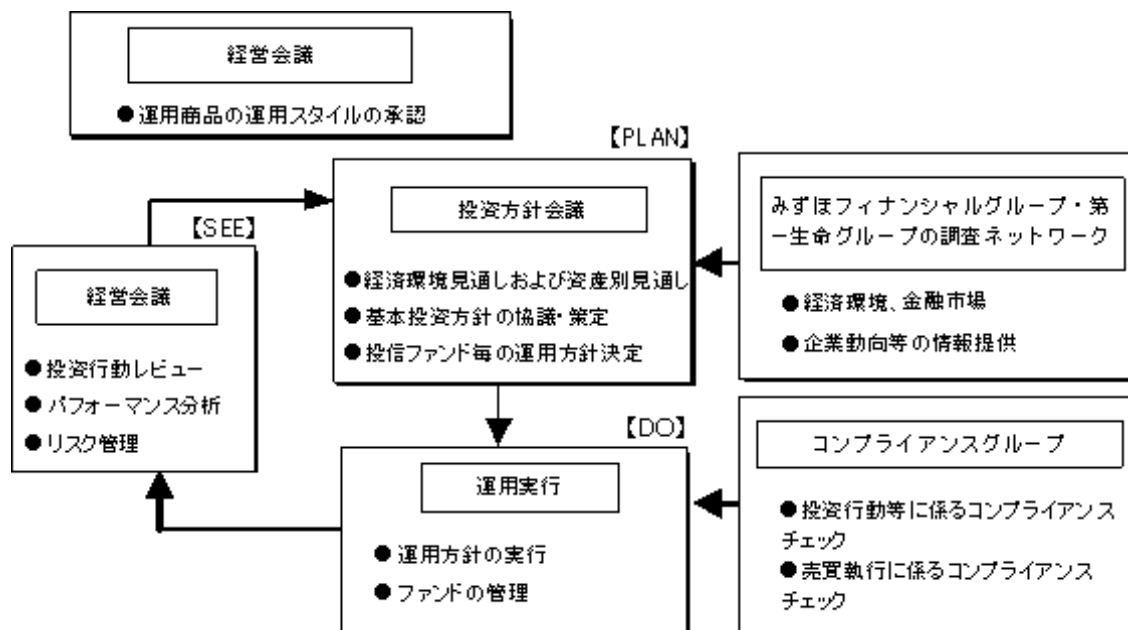 経営会議
●運用商品の運用スタイルの承認
【PLAN】
投資方針会議
●経済環境見通しおよび資産別見通し
●基本投資方針の協議・策定
●投信ファンド毎の運用方針決定
みずほフィナンシャルグループ・第
一生命グループの調査ネットワーク
●経済環境、金融市場
●企業動向等の情報提供
【SEE】
経営会議
●投資行動レビュー
●パフォーマンス分析
●リスク管理
【DO】
運用実行
●運用方針の実行
●ファンドの管理
コンプライアンスグループ
●投資行動等に係るコンプライアンス
チェック
●売買執行に係るコンプライアンス
チェック